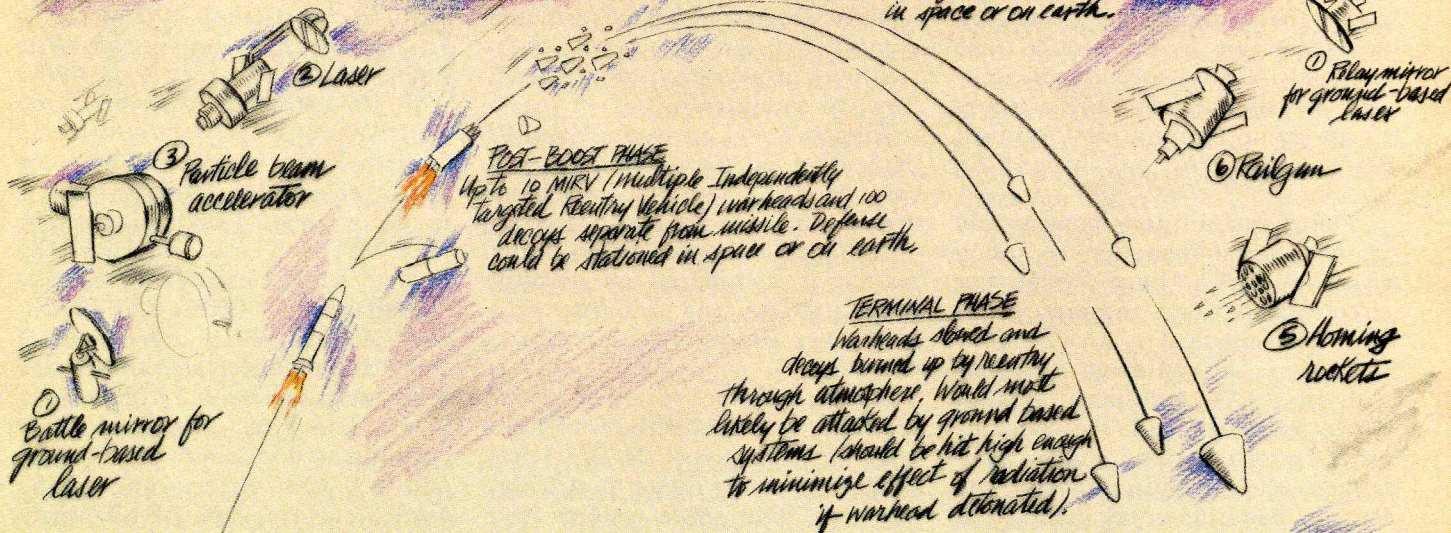 in space or on earth.
② Laser
① Relay mirror
for ground-based
laser
③ Particle beam
accelerator
POST-BOOST PHASE
Up to 10 MIRV (Multiple Independently
targeted Reentry Vehicle) warheads and 100
decoys separate from missile. Defense
could be stationed in space or on earth.
⑥ Railgun
TERMINAL PHASE
Warheads slowed and
decoys burned up by reentry
through atmosphere. Would most
likely be attacked by ground based
systems (should be hit high enough
to minimize effect of radiation
if warhead detonated).
⑤ Homing
rockets
① Battle mirror for
ground-based
laser